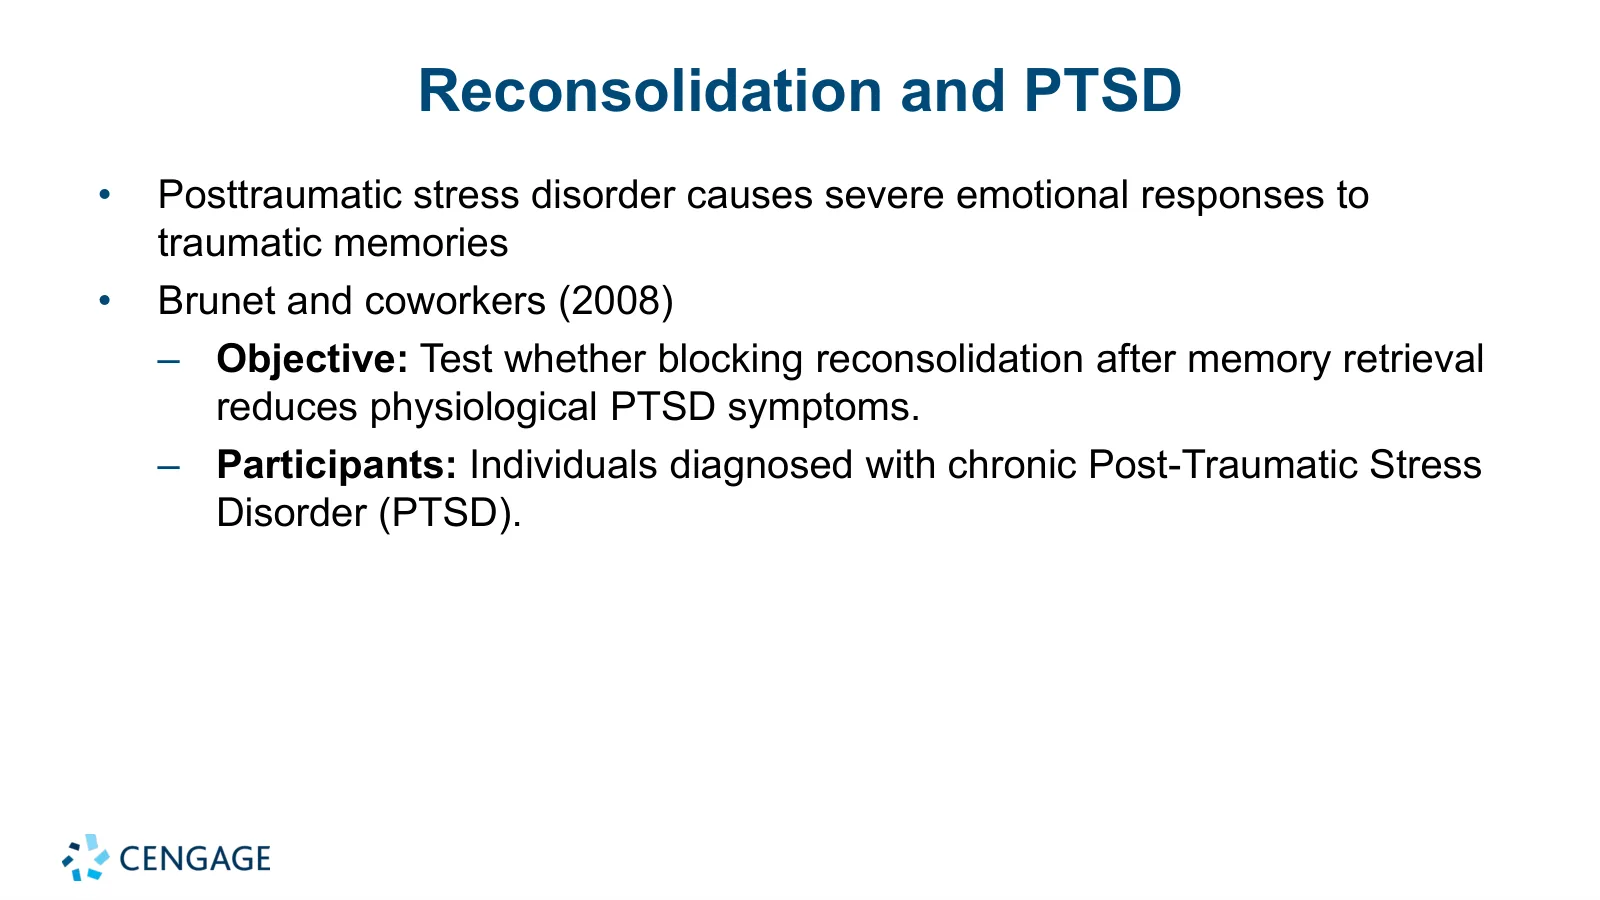 Reconsolidation and PTSD
• Posttraumatic stress disorder causes severe emotional responses to
traumatic memories
• Brunet and coworkers (2008)
– Objective: Test whether blocking reconsolidation after memory retrieval
reduces physiological PTSD symptoms.
– Participants: Individuals diagnosed with chronic Post-Traumatic Stress
Disorder (PTSD).
CENGAGE